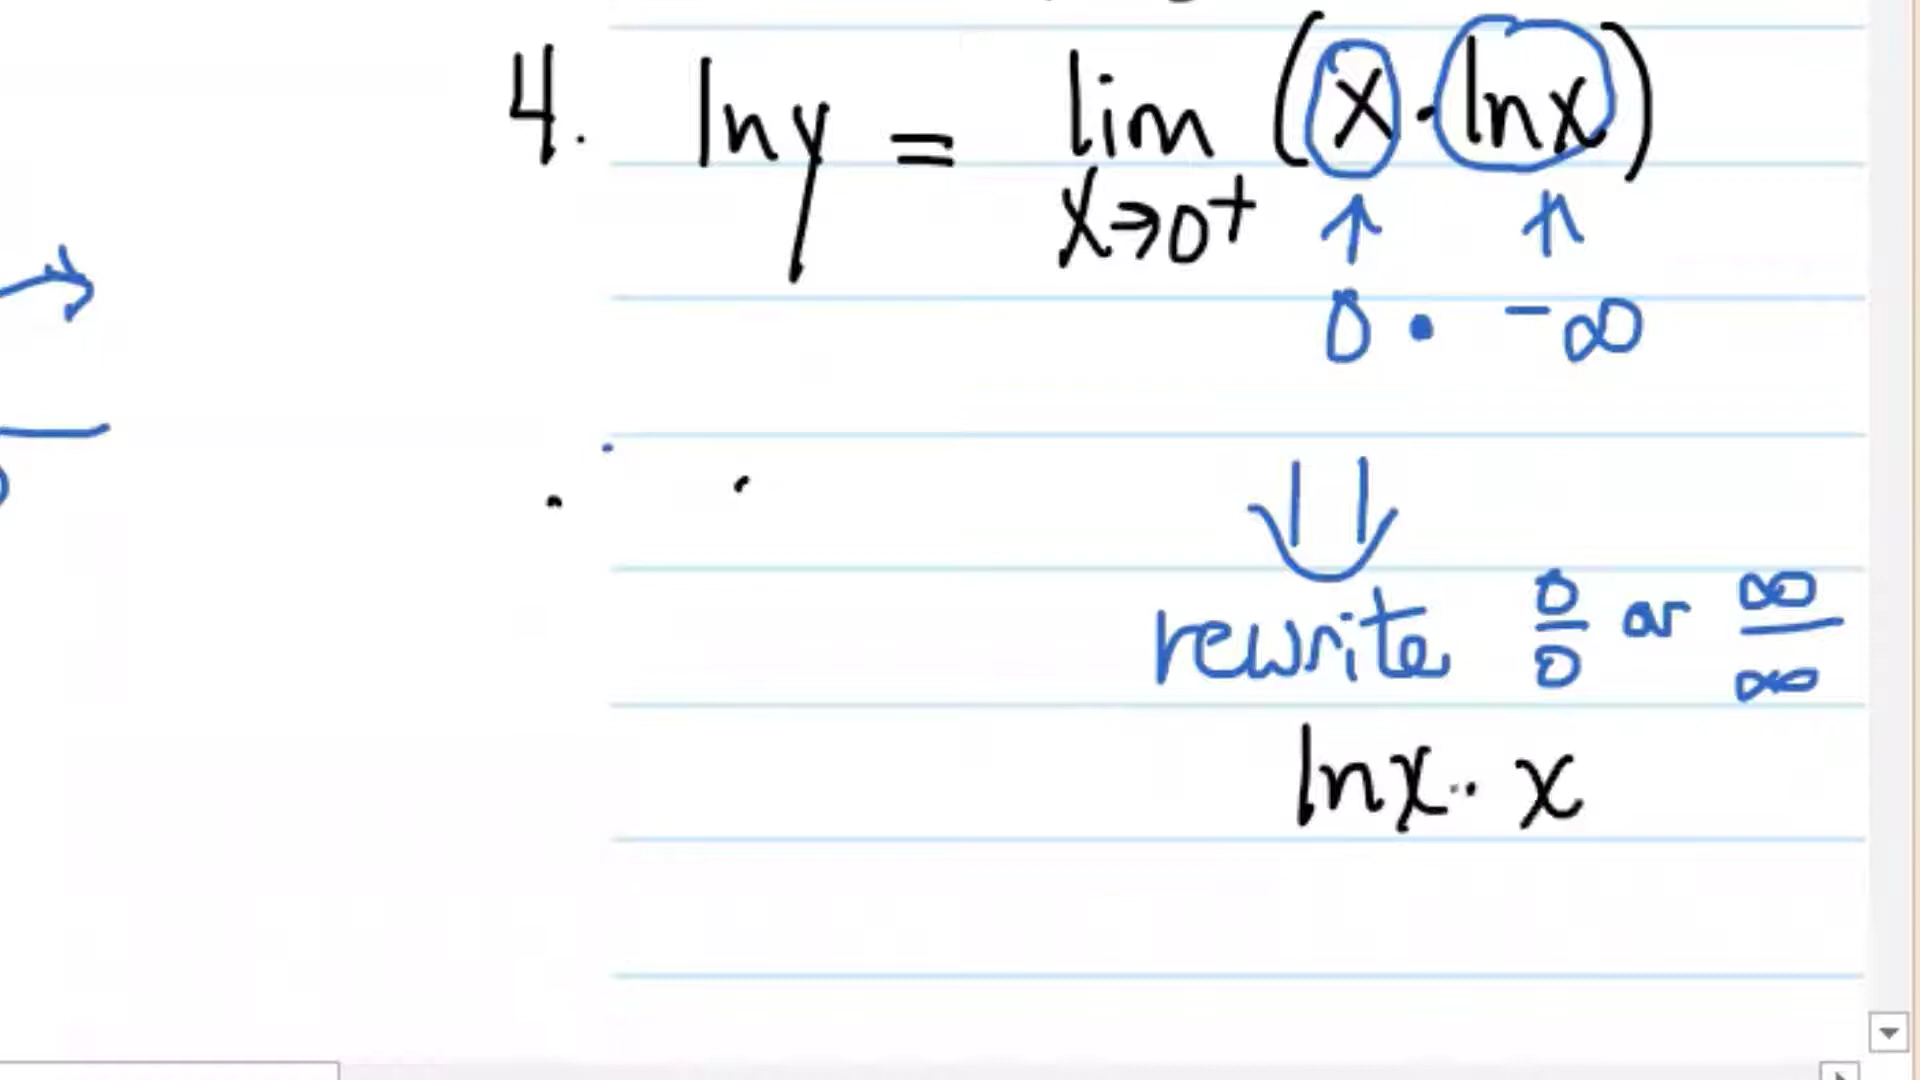 4. ln y = lim (x · ln x)
x→0⁺ ↑ ↑
0 · -∞
⇓
rewrite 0/0 or ∞/∞
ln x · · x